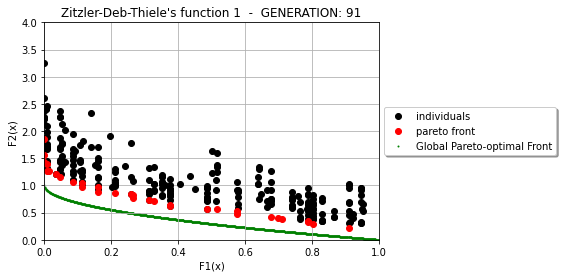 Zitzler-Deb-Thiele's function 1 - GENERATION: 91
4.0
3.5
3.0
2.5
2.0
1.5
1.0
0.5
0.0
F2(x)
0.0 0.2 0.4 0.6 0.8 1.0
F1(x)
individuals
pareto front
Global Pareto-optimal Front